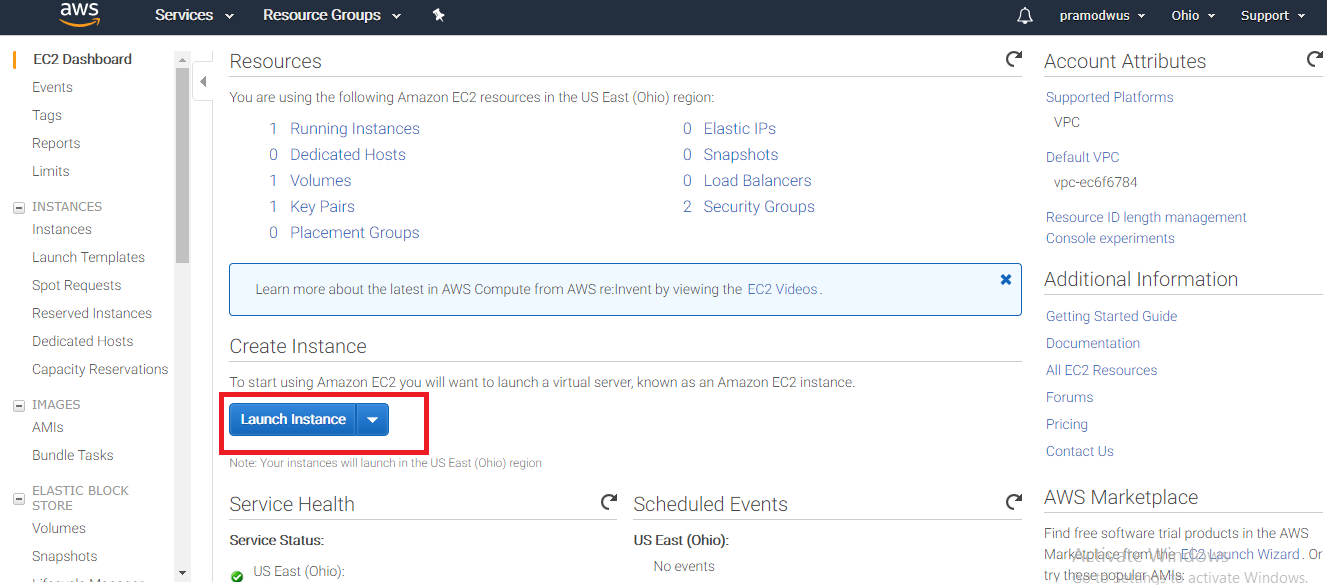 aws
Services
Resource Groups
pramodwus
Ohio
Support
EC2 Dashboard
Events
Tags
Reports
Limits
INSTANCES
Instances
Launch Templates
Spot Requests
Reserved Instances
Dedicated Hosts
Capacity Reservations
IMAGES
AMIs
Bundle Tasks
ELASTIC BLOCK
STORE
Volumes
Snapshots
Lifecycle Manager
Resources
You are using the following Amazon EC2 resources in the US East (Ohio) region:
1 Running Instances
0 Dedicated Hosts
1 Volumes
1 Key Pairs
0 Placement Groups
0 Elastic IPs
0 Snapshots
0 Load Balancers
2 Security Groups
Learn more about the latest in AWS Compute from AWS re:Invent by viewing the EC2 Videos.
Create Instance
To start using Amazon EC2 you will want to launch a virtual server, known as an Amazon EC2 instance.
Launch Instance
Note: Your instances will launch in the US East (Ohio) region
Service Health
Service Status:
US East (Ohio):
Scheduled Events
US East (Ohio):
No events
Account Attributes
Supported Platforms
VPC
Default VPC
vpc-ec6f6784
Resource ID length management
Console experiments
Additional Information
Getting Started Guide
Documentation
All EC2 Resources
Forums
Pricing
Contact Us
AWS Marketplace
Find free software trial products in the AWS
Marketplace from the EC2 Launch Wizard. Or
try these popular AMIs:
Activate Windows
Go to Settings to activate Windows.